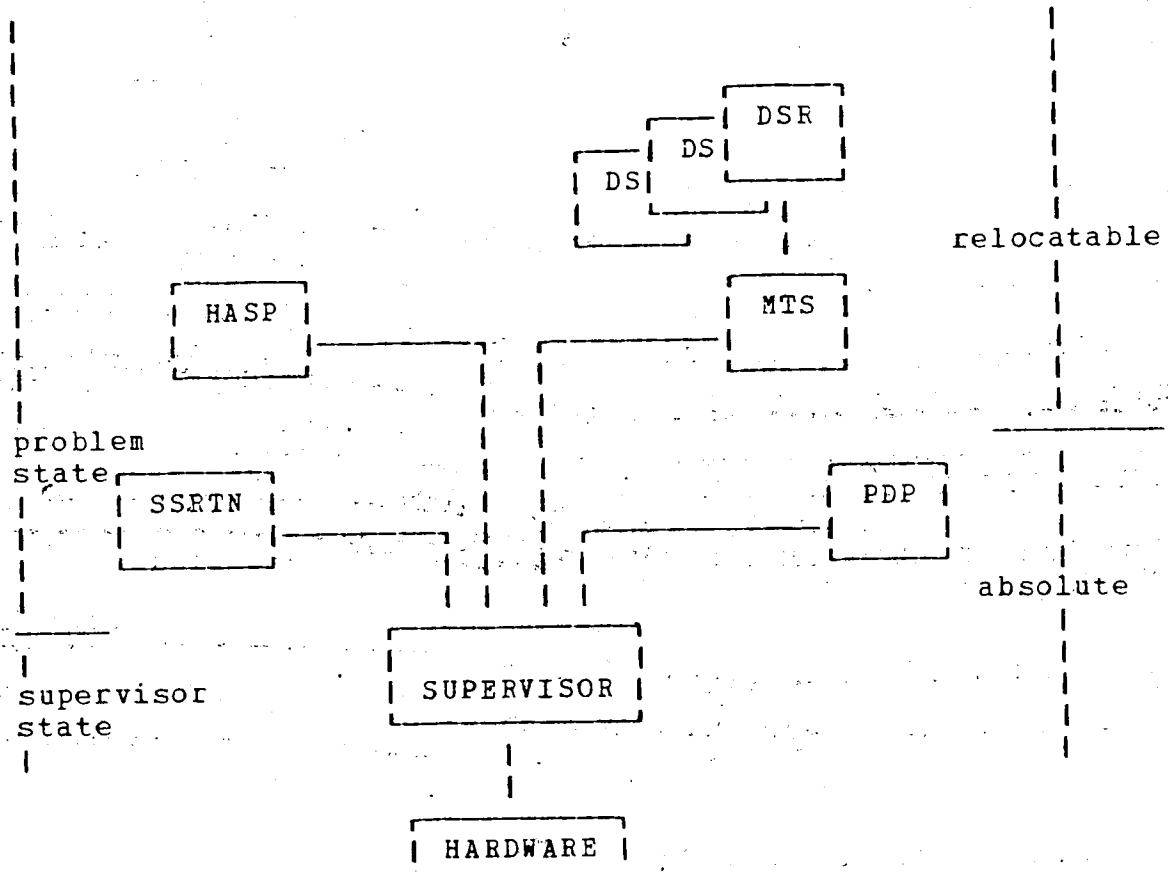 DSR
DS
DS
relocatable
HASP
MTS
problem
state
SSRTN
PDP
absolute
SUPERVISOR
supervisor
state
HARDWARE